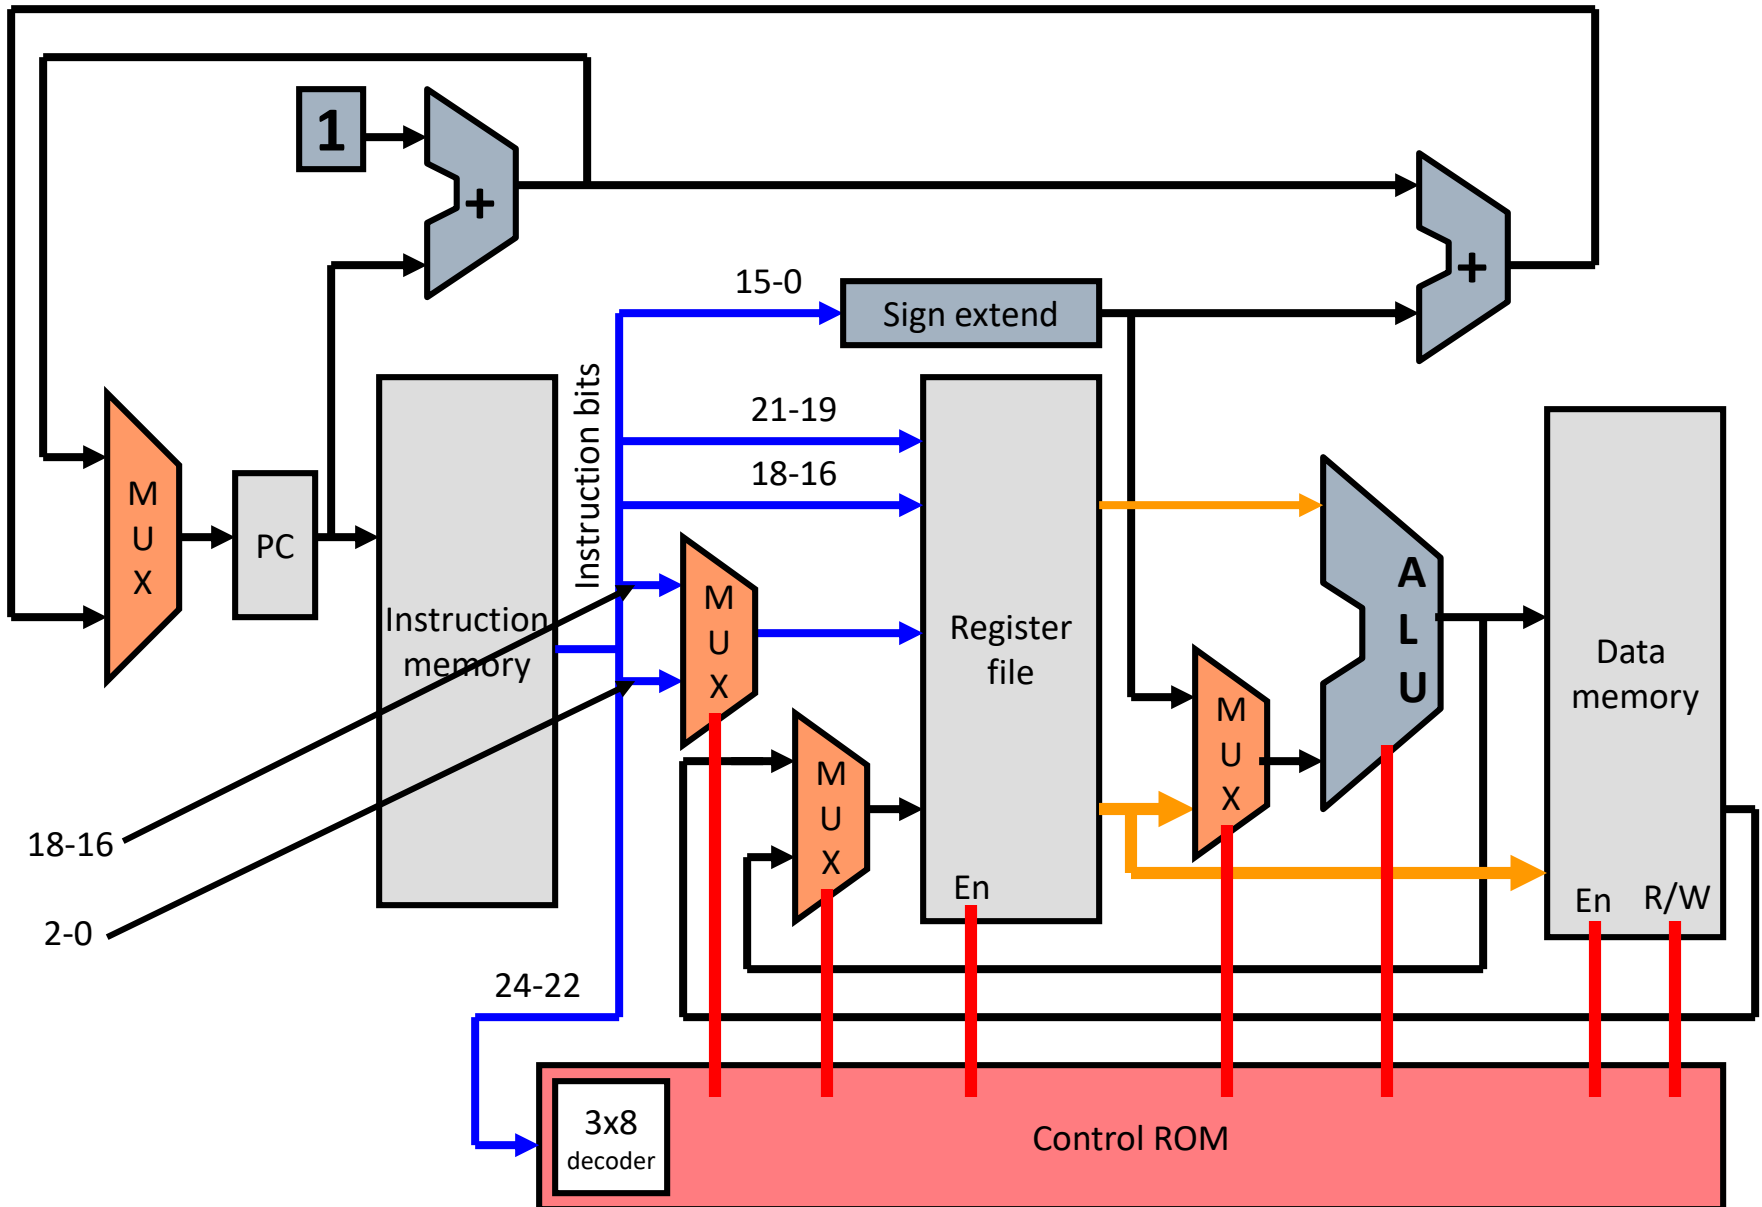 1
+
+
15-0
Sign extend
Instruction bits
21-19
18-16
M
U
X
PC
Instruction
memory
M
U
X
Register
file
A
L
U
Data
memory
M
U
X
M
U
X
18-16
2-0
En
En
R/W
24-22
3x8
decoder
Control ROM